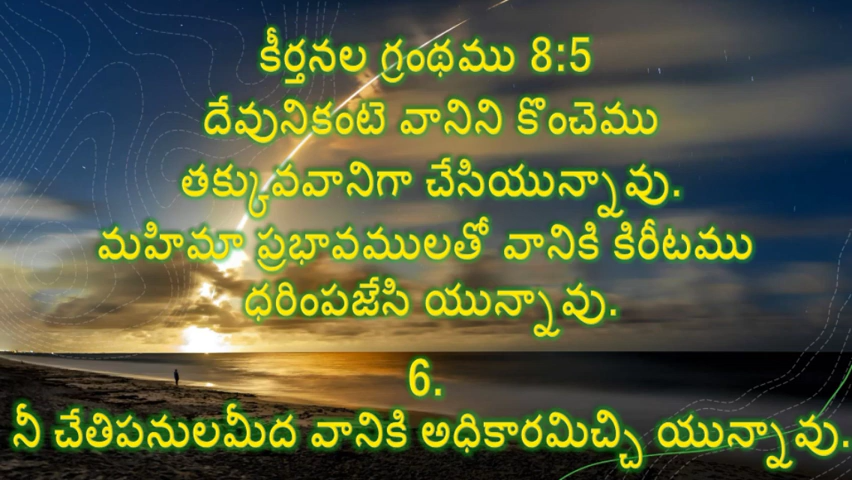 కీర్తనల గ్రంథము 8:5
దేవునికంటె వానిని కొంచెము
తక్కువవానిగా చేసియున్నావు.
మహిమా ప్రభావములతో వానికి కిరీటము
ధరింపజేసి యున్నావు.
6.
నీ చేతిపనులమీద వానికి అధికారమిచ్చి యున్నావు.